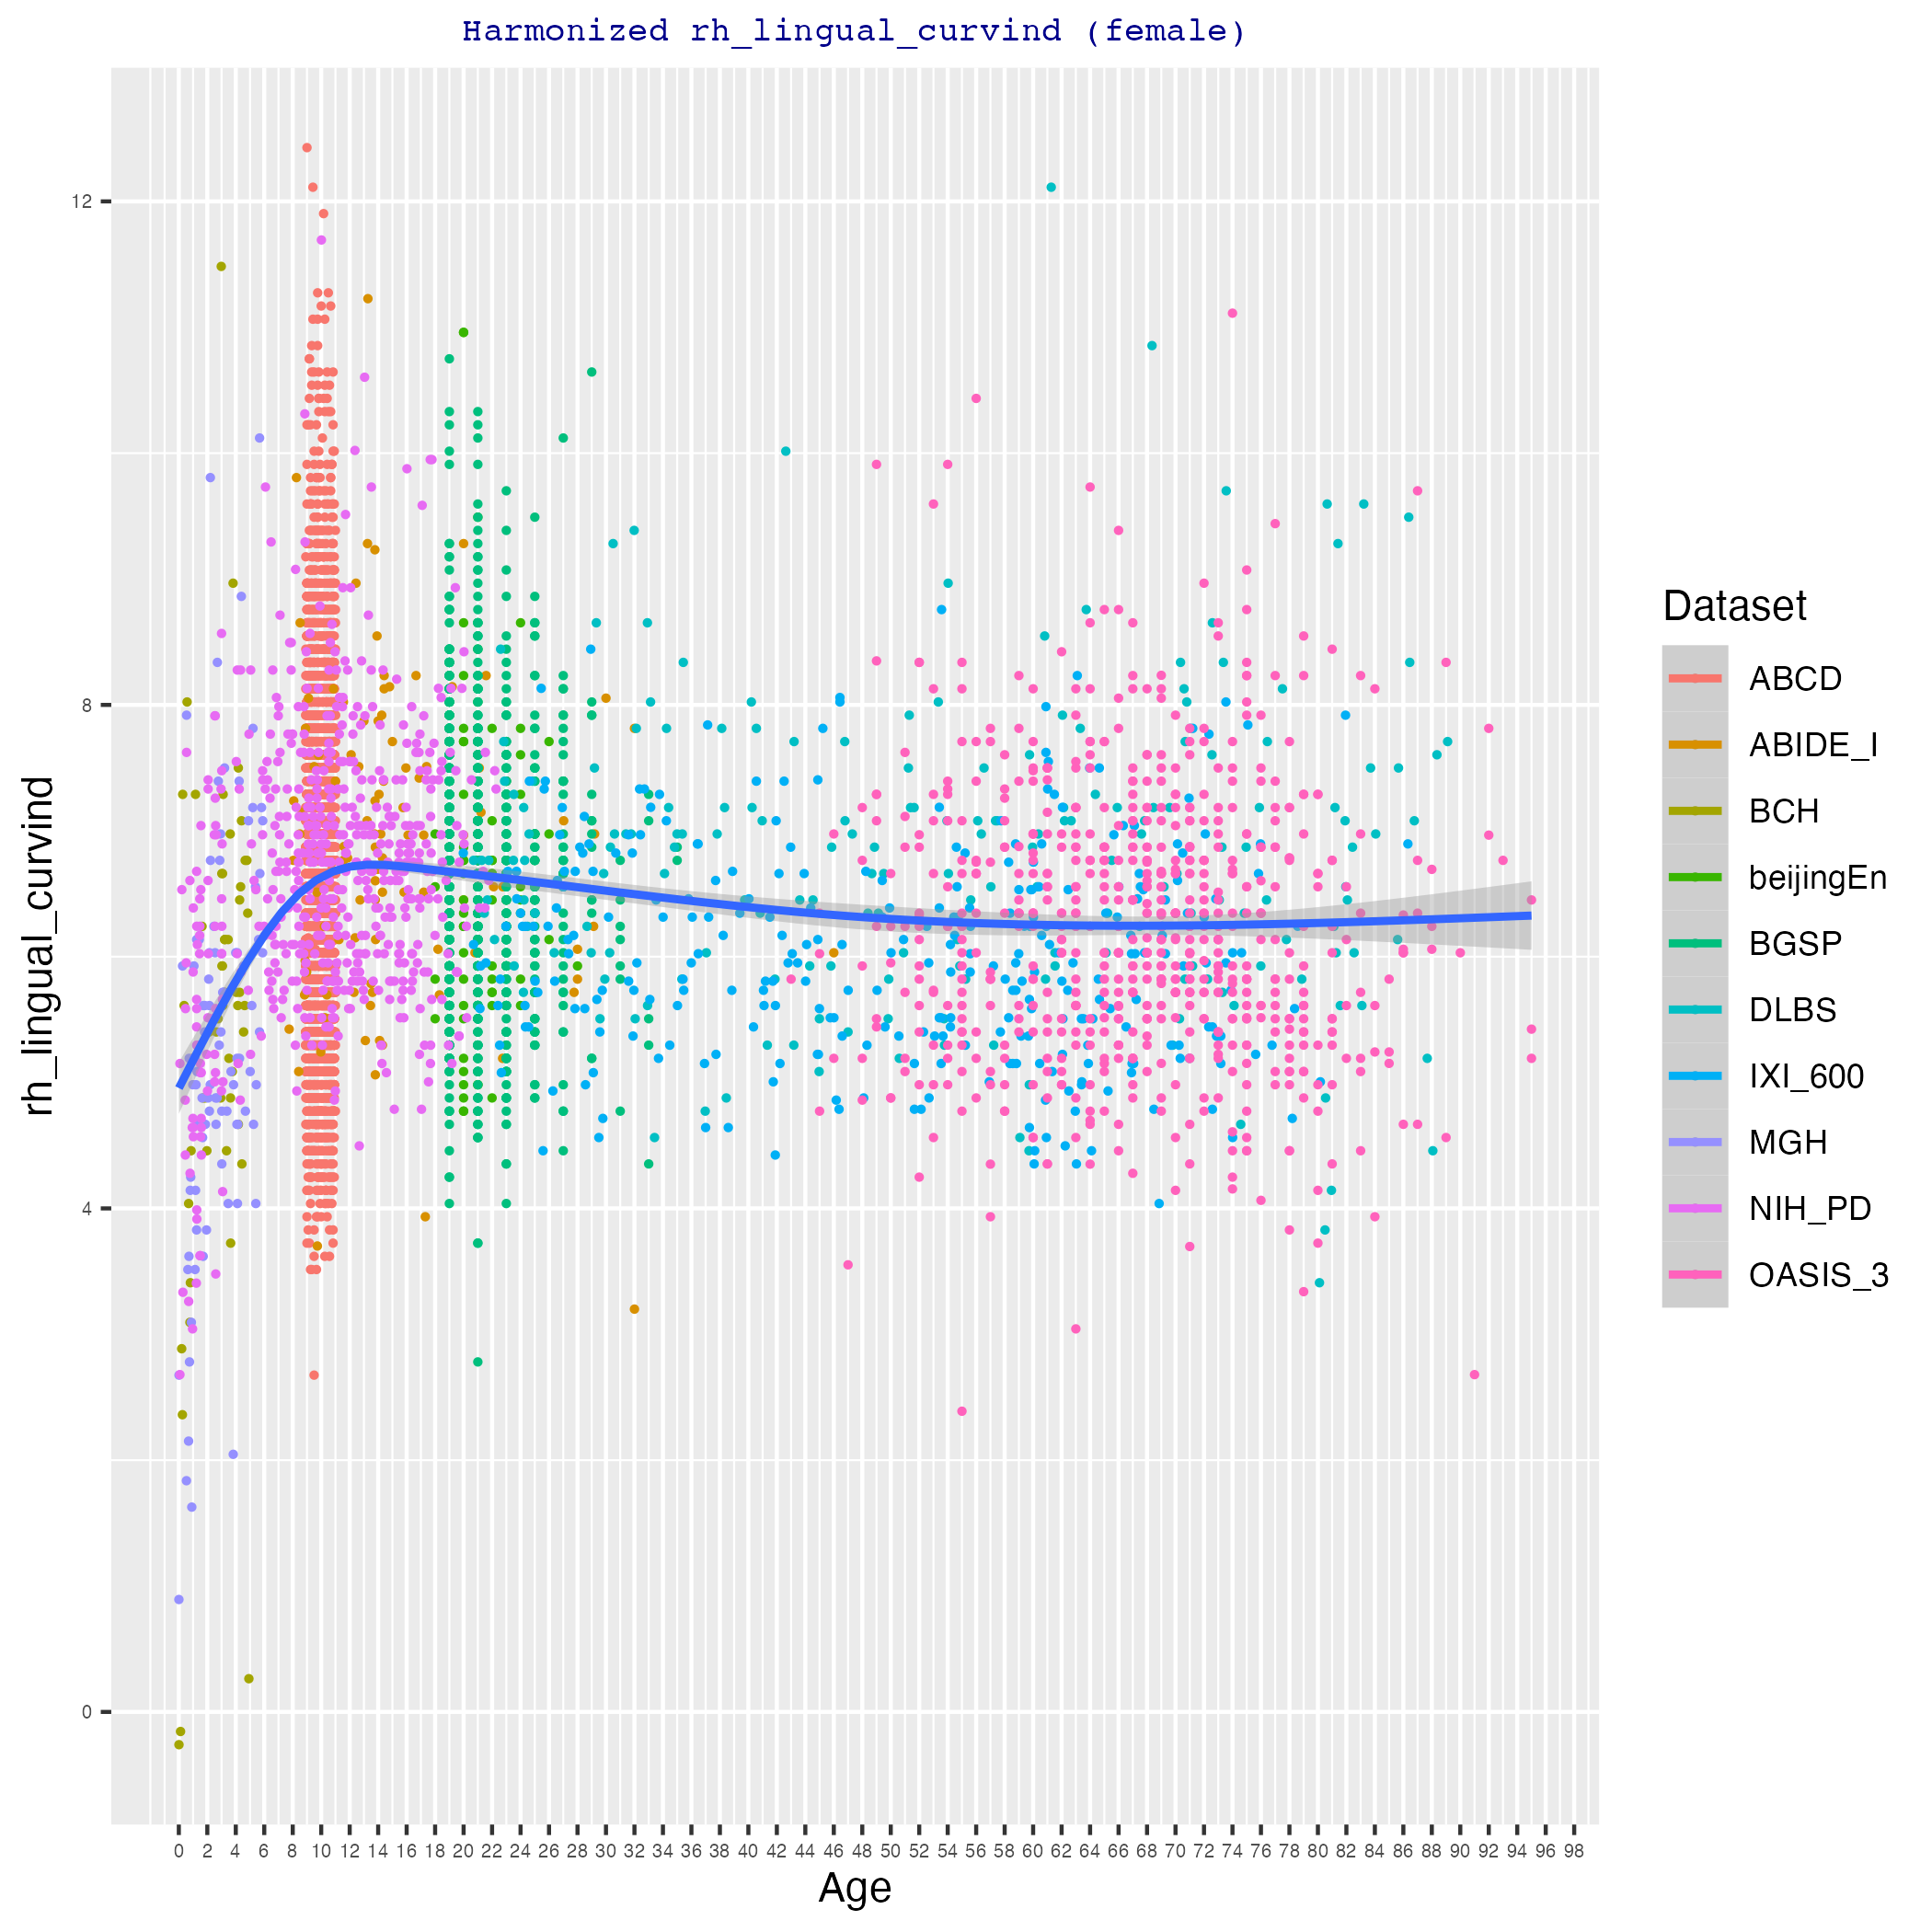 Harmonized rh_lingual_curvind (female)
rh_lingual_curvind
12
8
4
0
0 2 4 6 8 10 12 14 16 18 20 22 24 26 28 30 32 34 36 38 40 42 44 46 48 50 52 54 56 58 60 62 64 66 68 70 72 74 76 78 80 82 84 86 88 90 92 94 96 98
Age
Dataset
ABCD
ABIDE_I
BCH
beijingEn
BGSP
DLBS
IXI_600
MGH
NIH_PD
OASIS_3